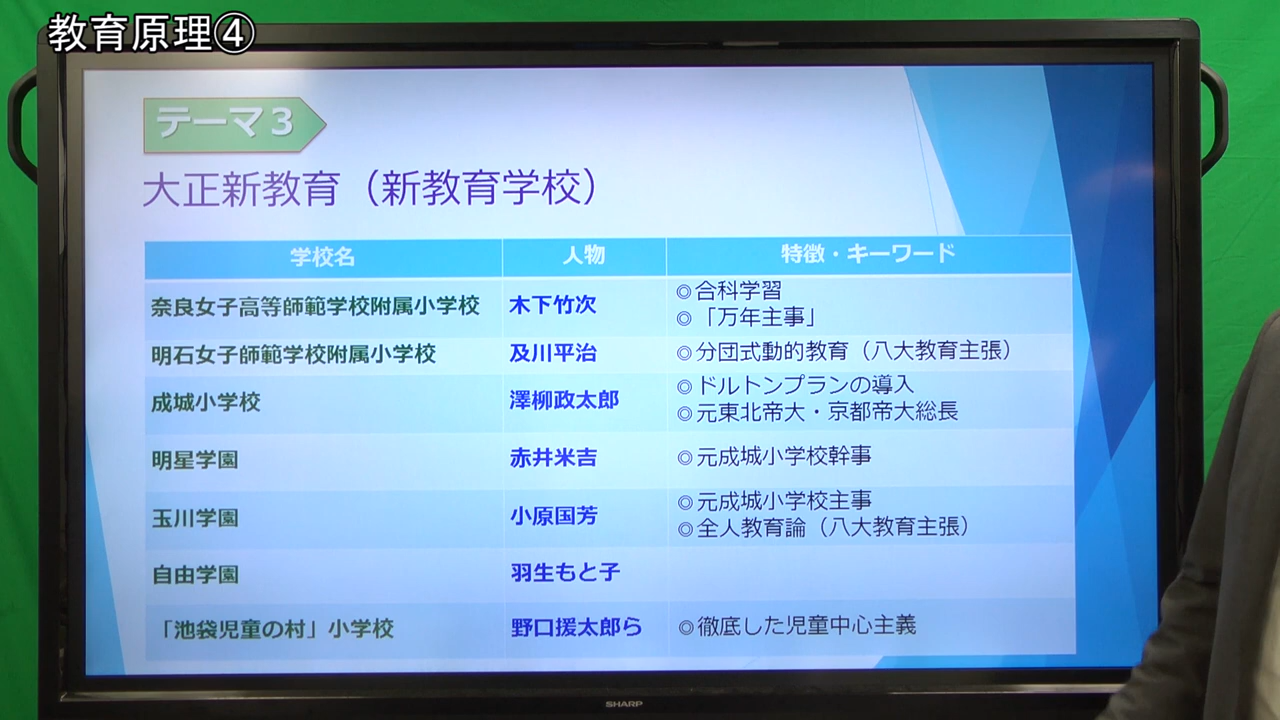 教育原理④
テーマ３
大正新教育（新教育学校）
学校名 人物 特徴・キーワード
奈良女子高等師範学校附属小学校 木下竹次 ◎合科学習
◎「万年主事」
明石女子師範学校附属小学校 及川平治 ◎分団式動的教育（八大教育主張）
成城小学校 澤柳政太郎 ◎ドルトンプランの導入
◎元東北帝大・京都帝大総長
明星学園 赤井米吉 ◎元成城小学校幹事
玉川学園 小原国芳 ◎元成城小学校主事
◎全人教育論（八大教育主張）
自由学園 羽生もと子
「池袋児童の村」小学校 野口援太郎ら ◎徹底した児童中心主義
SHARP